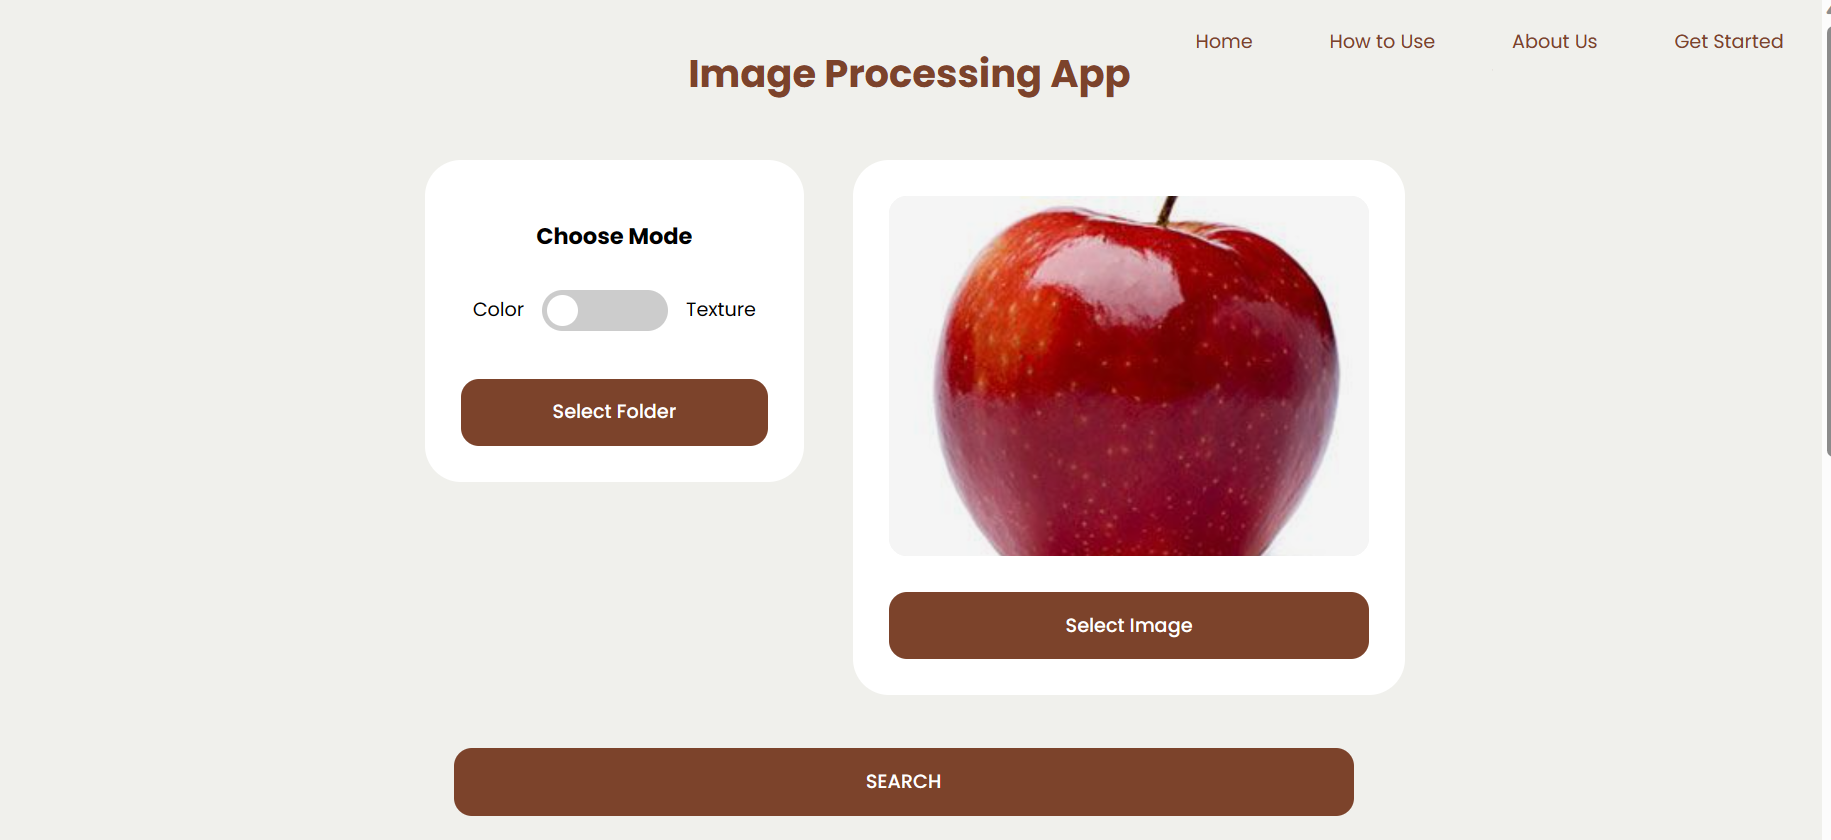 Home
How to Use
About Us
Get Started
Image Processing App
Choose Mode
Color
Texture
Select Folder
Select Image
SEARCH